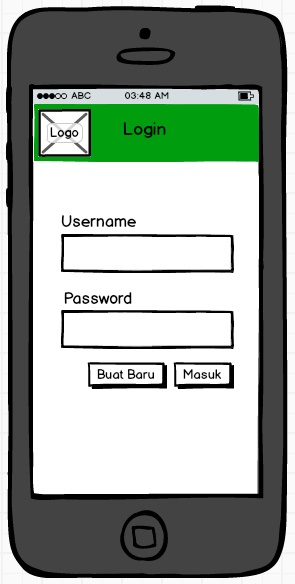 ABC 03:48 AM
Logo Login
Username
Password
Buat Baru Masuk